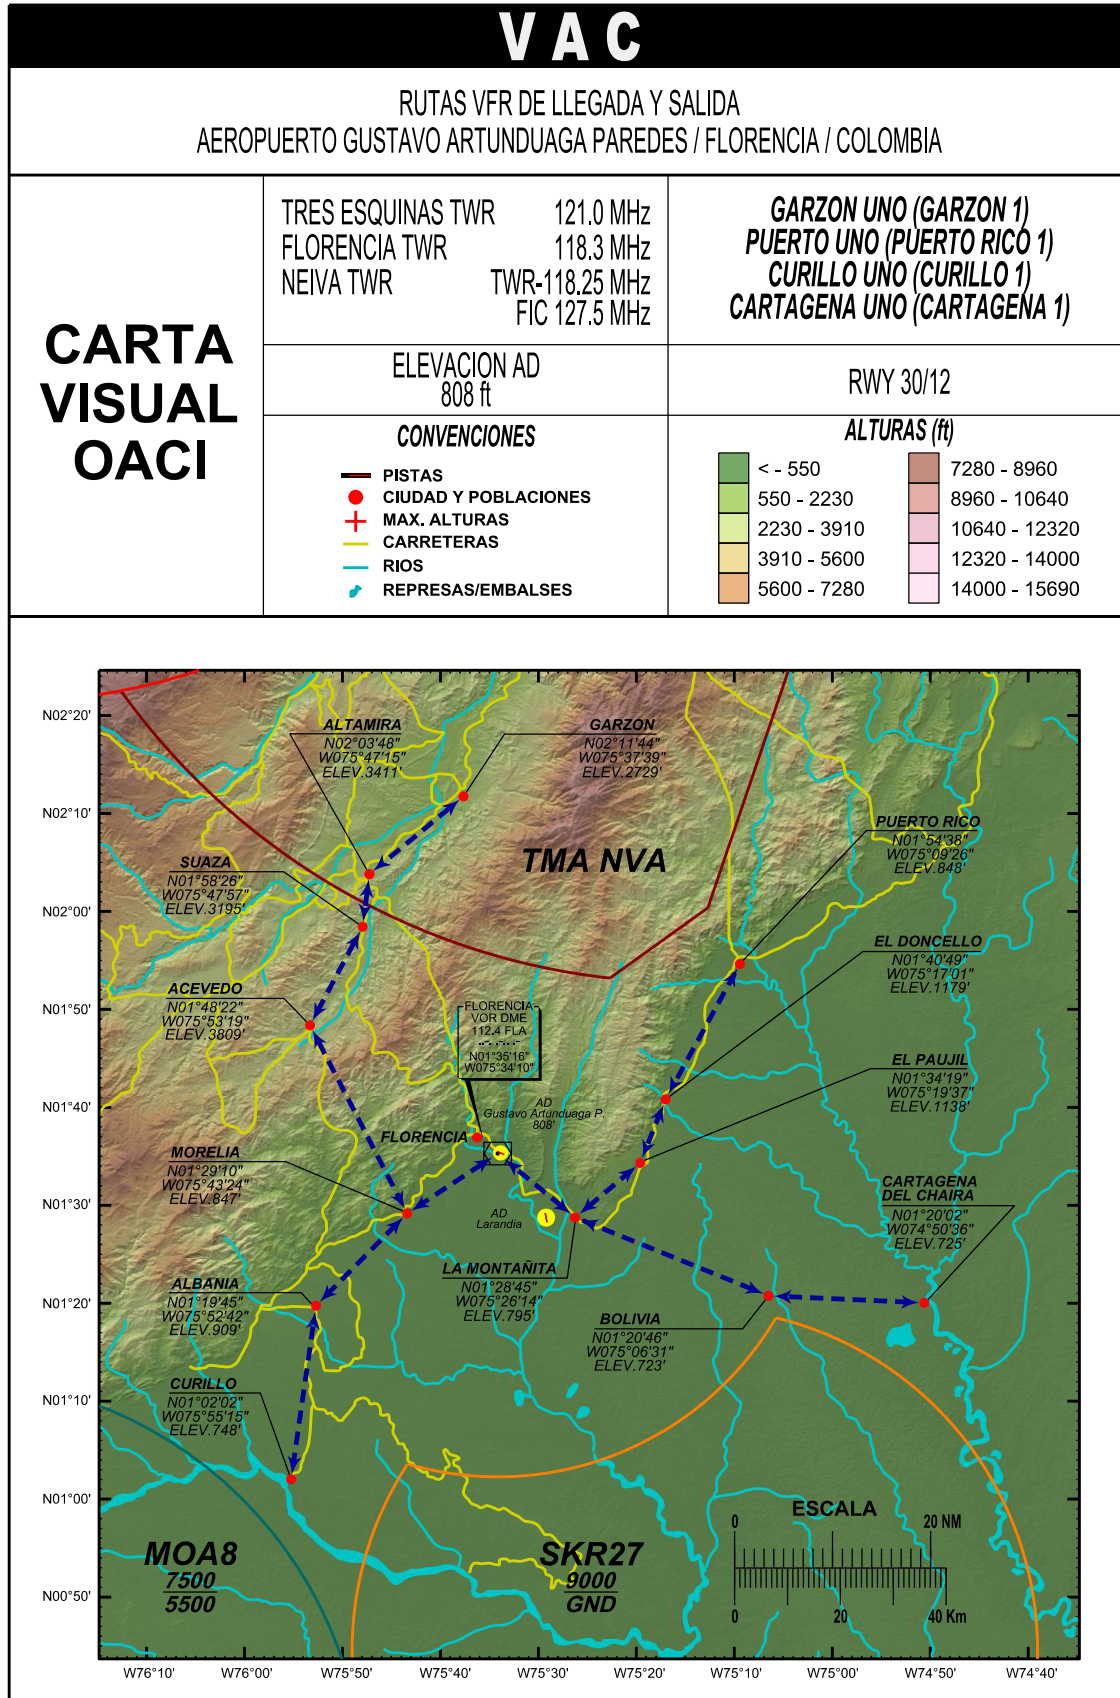 VAC
RUTAS VFR DE LLEGADA Y SALIDA
AEROPUERTO GUSTAVO ARTUNDUAGA PAREDES / FLORENCIA / COLOMBIA
CARTA
VISUAL
OACI
TRES ESQUINAS TWR 121.0 MHz
FLORENCIA TWR 118.3 MHz
NEIVA TWR TWR-118.25 MHz
FIC 127.5 MHz
GARZON UNO (GARZON 1)
PUERTO UNO (PUERTO RICO 1)
CURILLO UNO (CURILLO 1)
CARTAGENA UNO (CARTAGENA 1)
ELEVACION AD
808 ft
RWY 30/12
CONVENCIONES
PISTAS
CIUDAD Y POBLACIONES
MAX. ALTURAS
CARRETERAS
RIOS
REPRESAS/EMBALSES
ALTURAS (ft)
< - 550
550 - 2230
2230 - 3910
3910 - 5600
5600 - 7280
7280 - 8960
8960 - 10640
10640 - 12320
12320 - 14000
14000 - 15690
N02°20'
N02°10'
N02°00'
N01°50'
N01°40'
N01°30'
N01°20'
N01°10'
N01°00'
N00°50'
ALTAMIRA
N02°03'48"
W075°47'15"
ELEV.3411'
GARZON
N02°11'44"
W075°37'39"
ELEV.2729'
PUERTO RICO
N01°54'38"
W075°09'26"
ELEV.848'
SUAZA
N01°58'26"
W075°47'57"
ELEV.3195'
TMA NVA
EL DONCELLO
N01°40'49"
W075°17'01"
ELEV.1179'
ACEVEDO
N01°48'22"
W075°53'19"
ELEV.3809'
FLORENCIA
VOR DME
112.4 FLA
N01°35'16"
W075°34'10"
EL PAUJIL
N01°34'19"
W075°19'37"
ELEV.1138'
AD
Gustavo Artunduaga P.
808'
FLORENCIA
MORELIA
N01°29'10"
W075°43'24"
ELEV.847'
CARTAGENA
DEL CHAIRA
N01°20'02"
W074°50'36"
ELEV.725'
AD
Larandia
LA MONTAÑITA
N01°28'45"
W075°26'14"
ELEV.795'
ALBANIA
N01°19'45"
W075°52'42"
ELEV.909'
BOLIVIA
N01°20'46"
W075°06'31"
ELEV.723'
CURILLO
N01°02'02"
W075°55'15"
ELEV.748'
MOA8
7500
5500
SKR27
9000
GND
ESCALA
0 20 NM
0 20 40 Km
W76°10' W76°00' W75°50' W75°40' W75°30' W75°20' W75°10' W75°00' W74°50' W74°40'